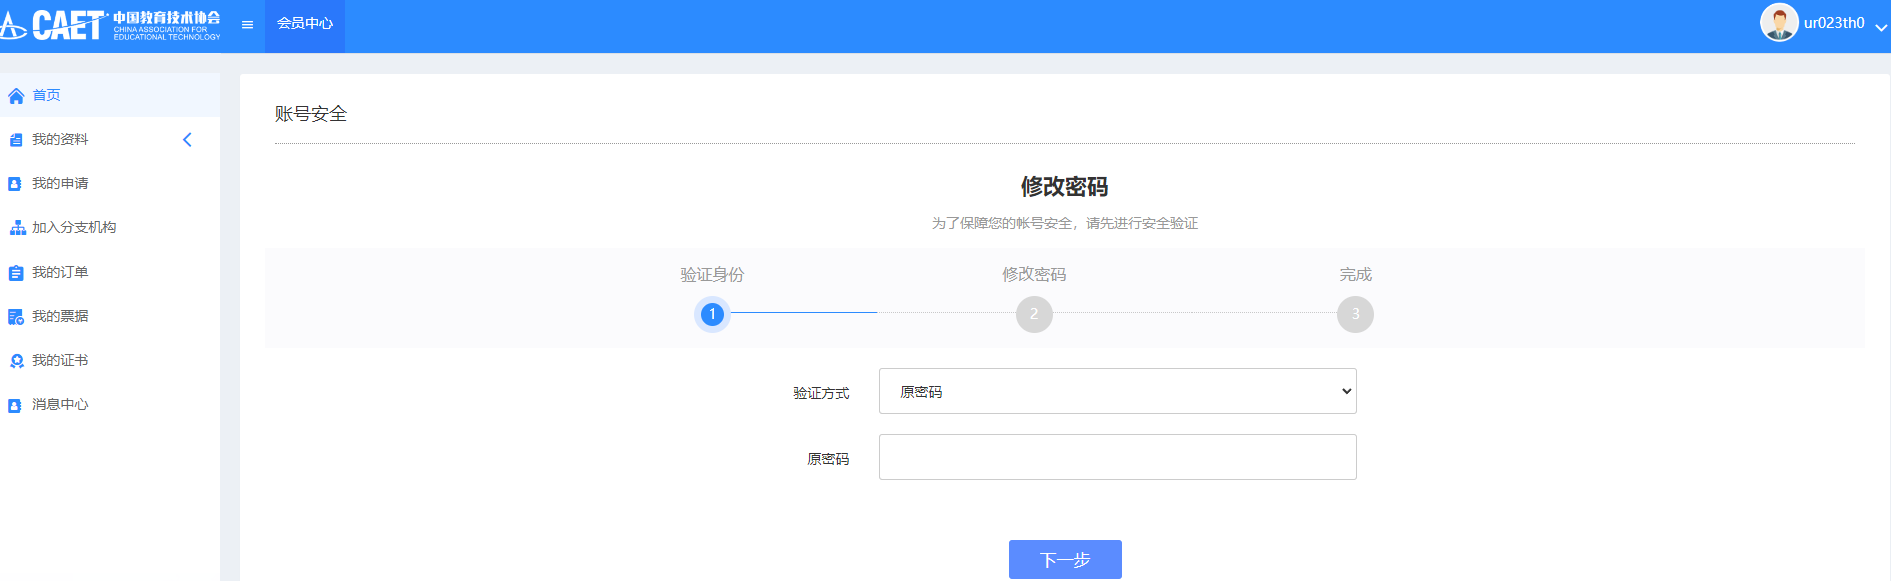 CAET 中国教育技术协会
CHINA ASSOCIATION FOR
EDUCATIONAL TECHNOLOGY
会员中心
ur023th0
首页
我的资料
我的申请
加入分支机构
我的订单
我的票据
我的证书
消息中心
账号安全
修改密码
为了保障您的帐号安全，请先进行安全验证
验证身份 修改密码 完成
1 2 3
验证方式 原密码
原密码
下一步